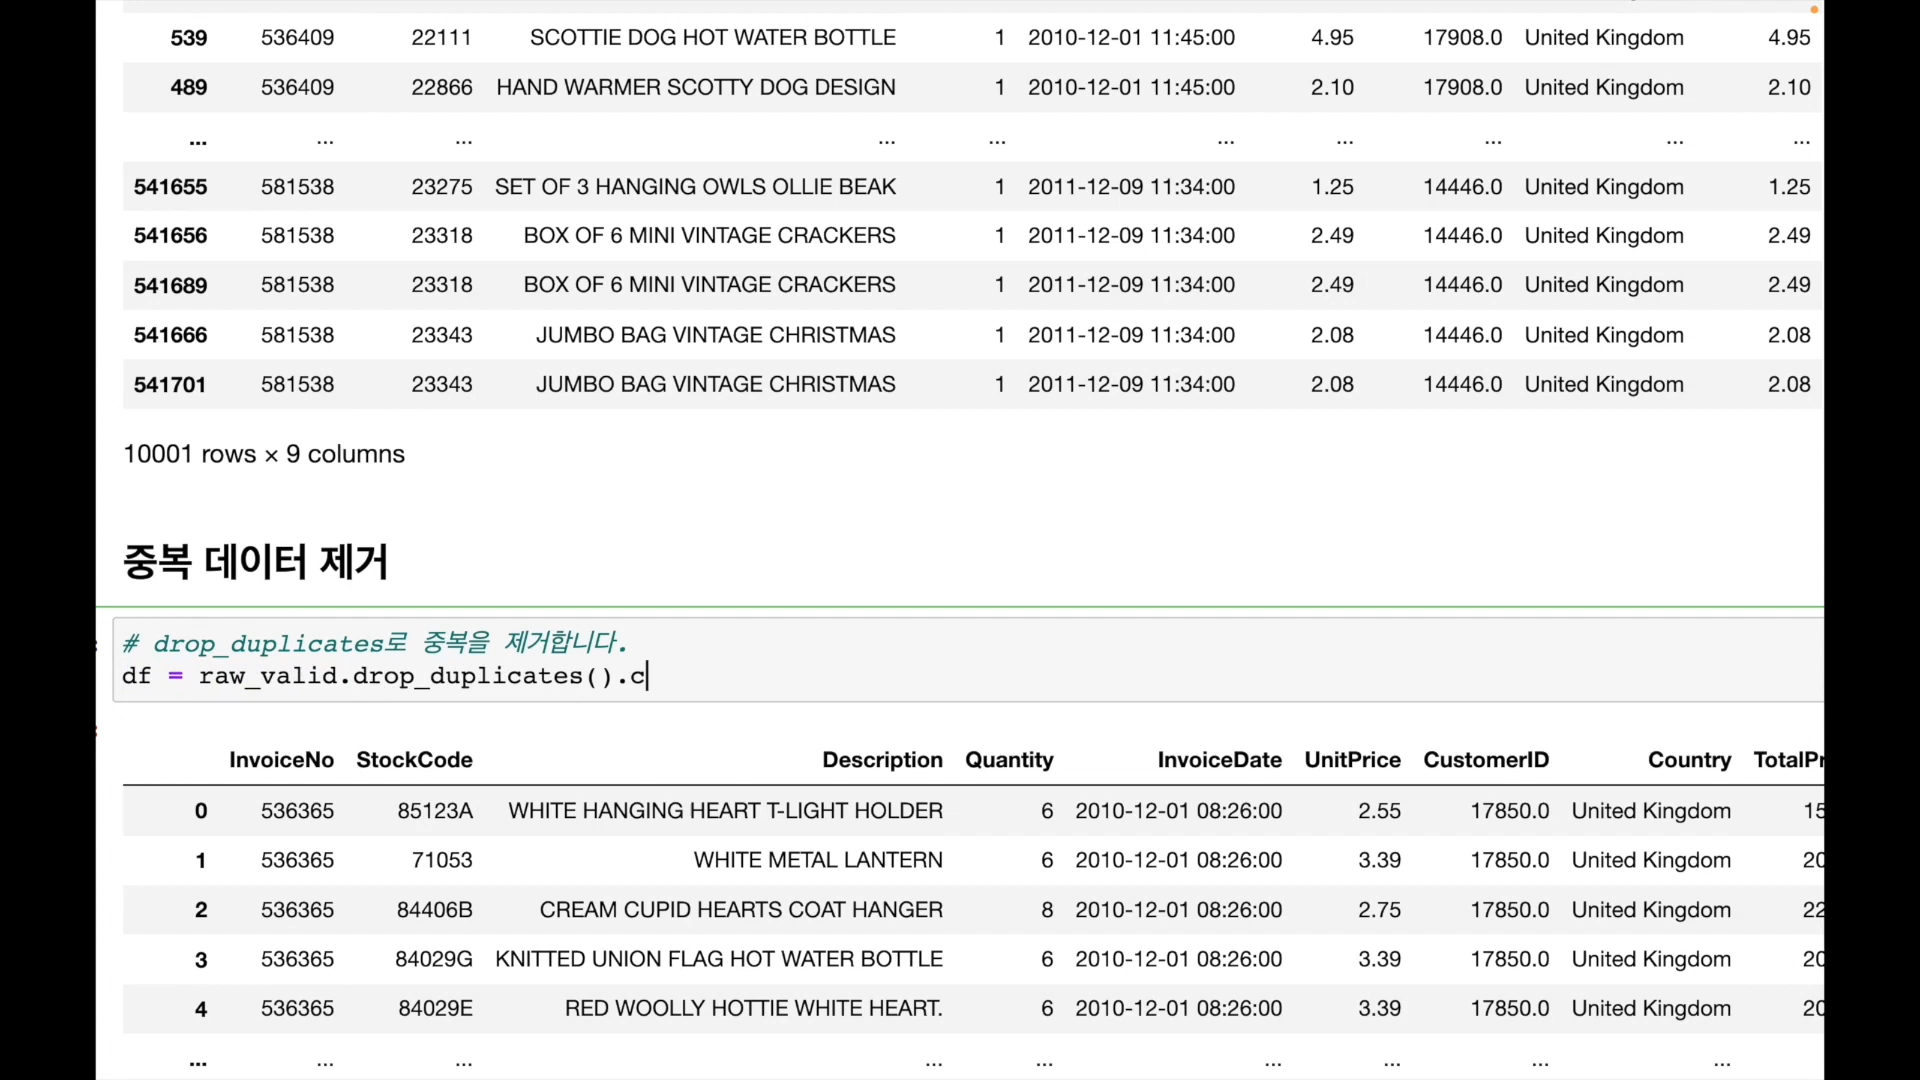 539 536409 22111 SCOTTIE DOG HOT WATER BOTTLE 1 2010-12-01 11:45:00 4.95 17908.0 United Kingdom 4.95
489 536409 22866 HAND WARMER SCOTTY DOG DESIGN 1 2010-12-01 11:45:00 2.10 17908.0 United Kingdom 2.10
... ... ... ... ... ... ... ... ... ...
541655 581538 23275 SET OF 3 HANGING OWLS OLLIE BEAK 1 2011-12-09 11:34:00 1.25 14446.0 United Kingdom 1.25
541656 581538 23318 BOX OF 6 MINI VINTAGE CRACKERS 1 2011-12-09 11:34:00 2.49 14446.0 United Kingdom 2.49
541689 581538 23318 BOX OF 6 MINI VINTAGE CRACKERS 1 2011-12-09 11:34:00 2.49 14446.0 United Kingdom 2.49
541666 581538 23343 JUMBO BAG VINTAGE CHRISTMAS 1 2011-12-09 11:34:00 2.08 14446.0 United Kingdom 2.08
541701 581538 23343 JUMBO BAG VINTAGE CHRISTMAS 1 2011-12-09 11:34:00 2.08 14446.0 United Kingdom 2.08
10001 rows × 9 columns
중복 데이터 제거
# drop_duplicates로 중복을 제거합니다.
df = raw_valid.drop_duplicates().c
InvoiceNo StockCode Description Quantity InvoiceDate UnitPrice CustomerID Country TotalPr
0 536365 85123A WHITE HANGING HEART T-LIGHT HOLDER 6 2010-12-01 08:26:00 2.55 17850.0 United Kingdom 15
1 536365 71053 WHITE METAL LANTERN 6 2010-12-01 08:26:00 3.39 17850.0 United Kingdom 20
2 536365 84406B CREAM CUPID HEARTS COAT HANGER 8 2010-12-01 08:26:00 2.75 17850.0 United Kingdom 22
3 536365 84029G KNITTED UNION FLAG HOT WATER BOTTLE 6 2010-12-01 08:26:00 3.39 17850.0 United Kingdom 20
4 536365 84029E RED WOOLLY HOTTIE WHITE HEART. 6 2010-12-01 08:26:00 3.39 17850.0 United Kingdom 20
... ... ... ... ... ... ... ... ...